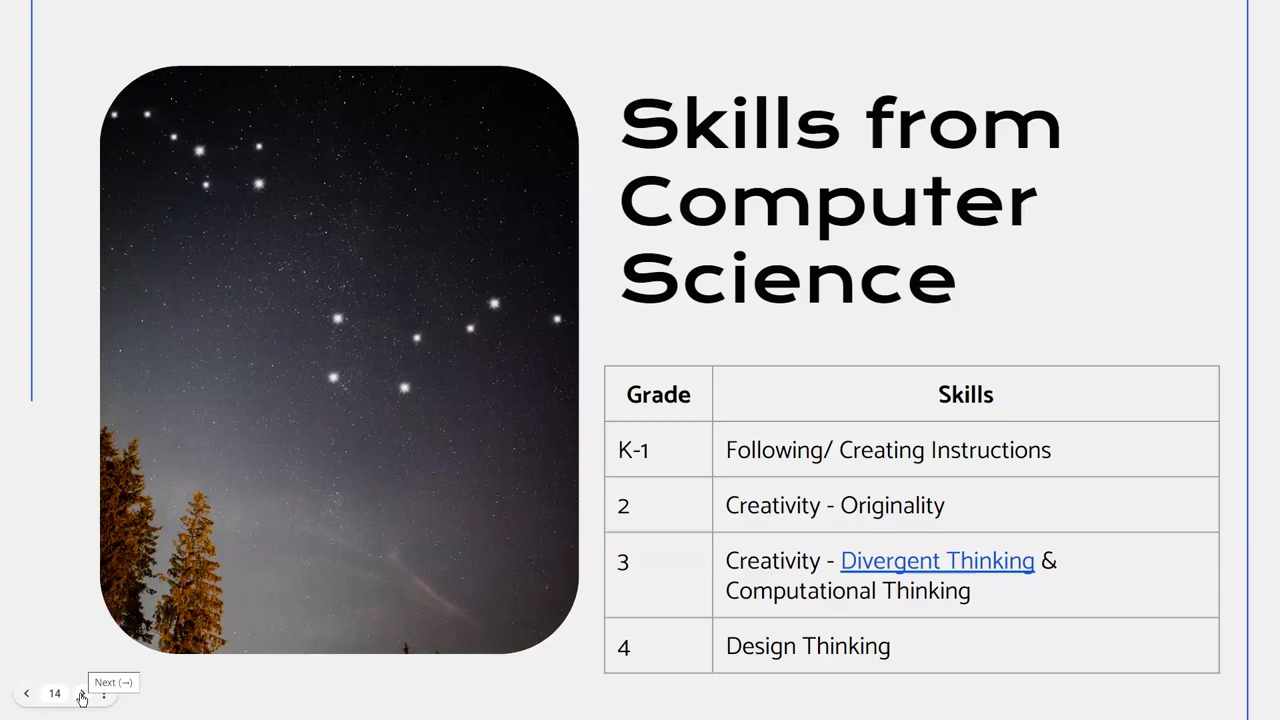 Skills from
Computer
Science
Grade Skills
K-1 Following/ Creating Instructions
2 Creativity - Originality
3 Creativity - Divergent Thinking &
Computational Thinking
4 Design Thinking
Next (→)
14